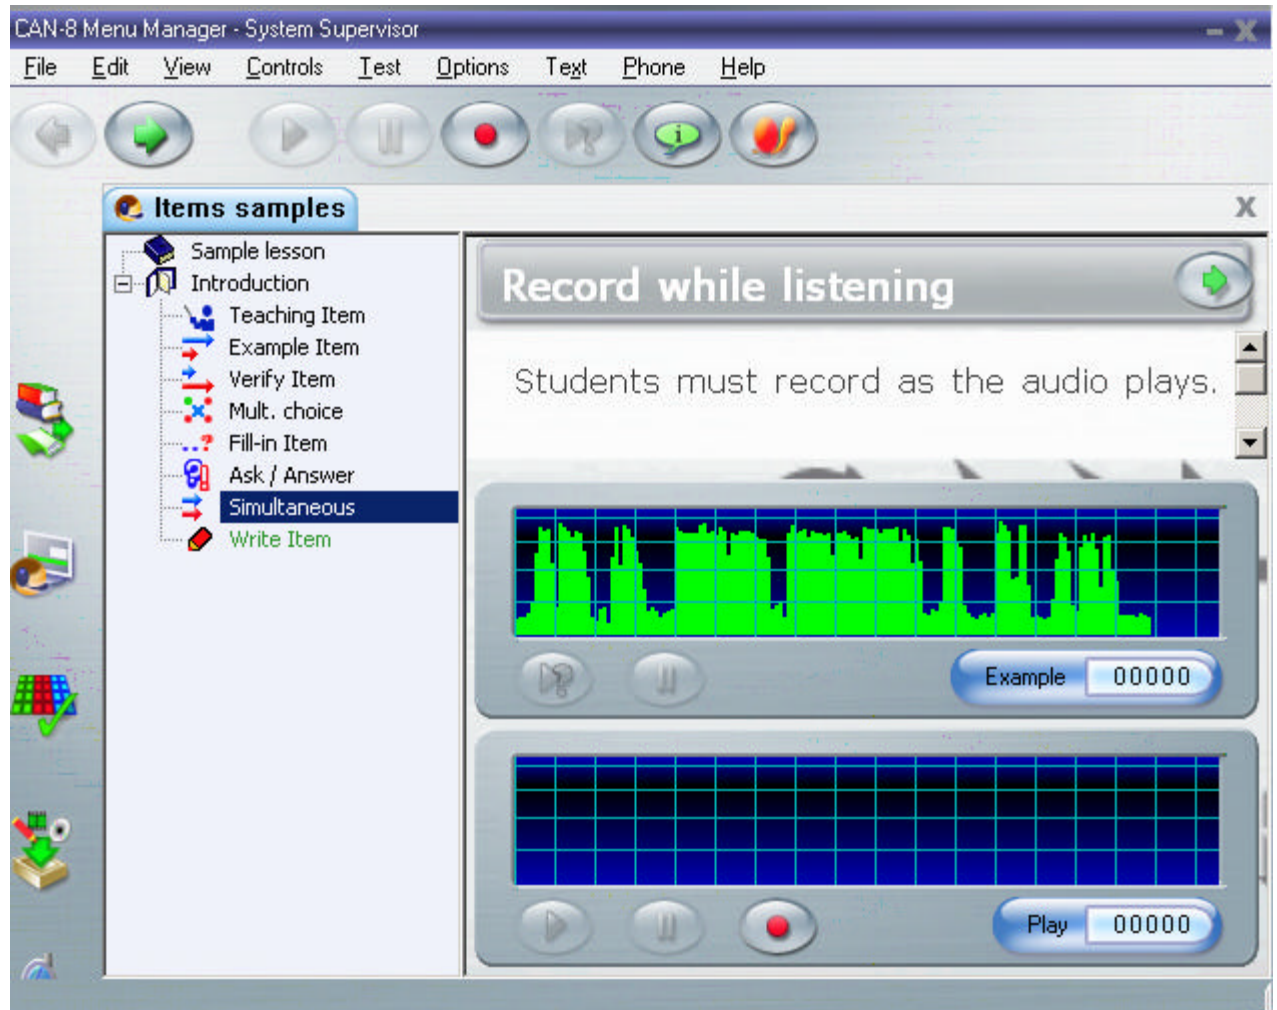 CAN-8 Menu Manager - System Supervisor
File Edit View Controls Test Options Text Phone Help
Items samples
Sample lesson
Introduction
Teaching Item
Example Item
Verify Item
Mult. choice
Fill-in Item
Ask / Answer
Simultaneous
Write Item
Record while listening
Students must record as the audio plays.
Example 00000
Play 00000